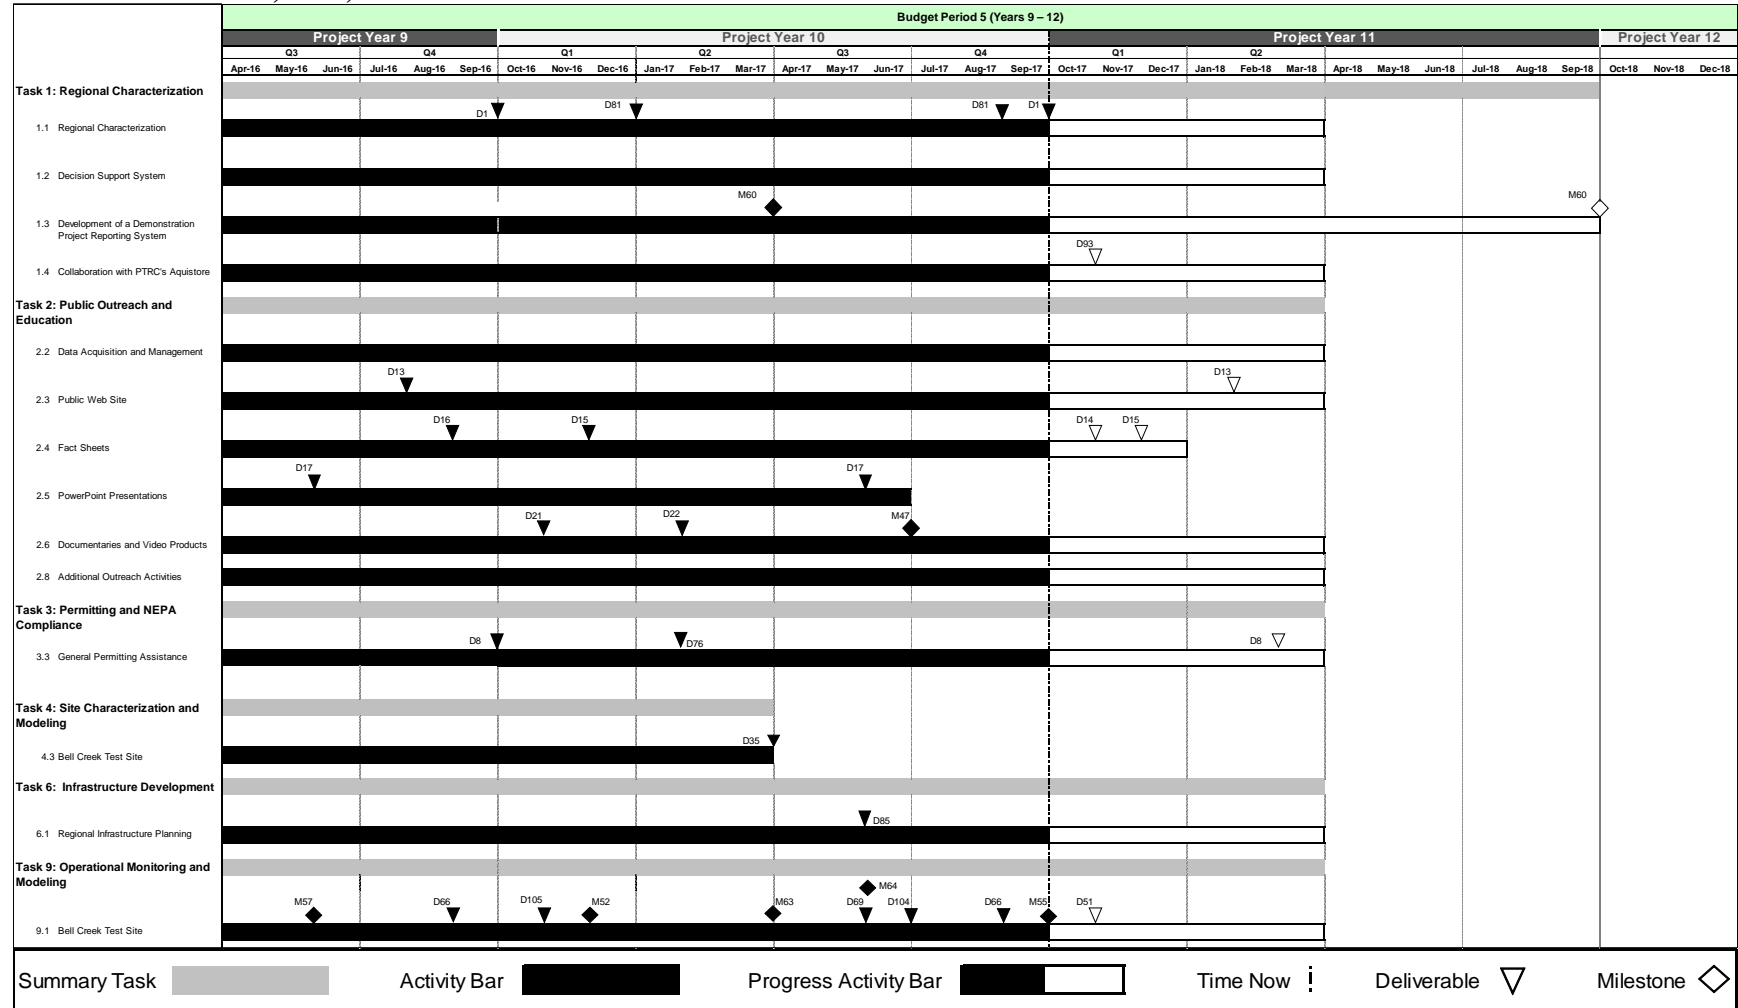 Budget Period 5 (Years 9 – 12)
Project Year 9 Project Year 10 Project Year 11 Project Year 12
Q3 Q4 Q1 Q2 Q3 Q4 Q1 Q2
Apr-16 May-16 Jun-16 Jul-16 Aug-16 Sep-16 Oct-16 Nov-16 Dec-16 Jan-17 Feb-17 Mar-17 Apr-17 May-17 Jun-17 Jul-17 Aug-17 Sep-17 Oct-17 Nov-17 Dec-17 Jan-18 Feb-18 Mar-18 Apr-18 May-18 Jun-18 Jul-18 Aug-18 Sep-18 Oct-18 Nov-18 Dec-18
Task 1: Regional Characterization
D1 D81 D81 D1
1.1 Regional Characterization
1.2 Decision Support System
M60 M60
1.3 Development of a Demonstration
Project Reporting System
D93
1.4 Collaboration with PTRC's Aquistore
Task 2: Public Outreach and
Education
2.2 Data Acquisition and Management
D13 D13
2.3 Public Web Site
D16 D15 D14 D15
2.4 Fact Sheets
D17 D17
2.5 PowerPoint Presentations
D21 D22 M47
2.6 Documentaries and Video Products
2.8 Additional Outreach Activities
Task 3: Permitting and NEPA
Compliance
D8 D76 D8
3.3 General Permitting Assistance
Task 4: Site Characterization and
Modeling
D35
4.3 Bell Creek Test Site
Task 6: Infrastructure Development
D85
6.1 Regional Infrastructure Planning
Task 9: Operational Monitoring and
Modeling
M64
M57 D66 D105 M52 M63 D69 D104 D66 M55 D51
9.1 Bell Creek Test Site
Summary Task Activity Bar Progress Activity Bar Time Now Deliverable Milestone